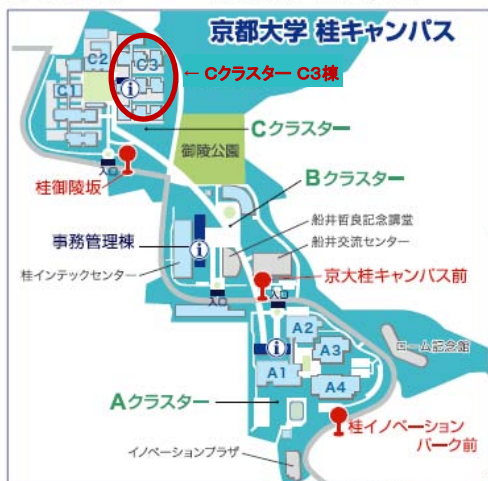 京都大学 桂キャンパス
C2
C3
← Cクラスター C3棟
C1
i
Cクラスター
御陵公園
入口
桂御陵坂
Bクラスター
船井哲良記念講堂
事務管理棟
船井交流センター
i
桂インテックセンター
京大桂キャンパス前
入口
入口
A2
ローム記念館
i
A3
A1
A4
Aクラスター
桂イノベーション
パーク前
イノベーションプラザ